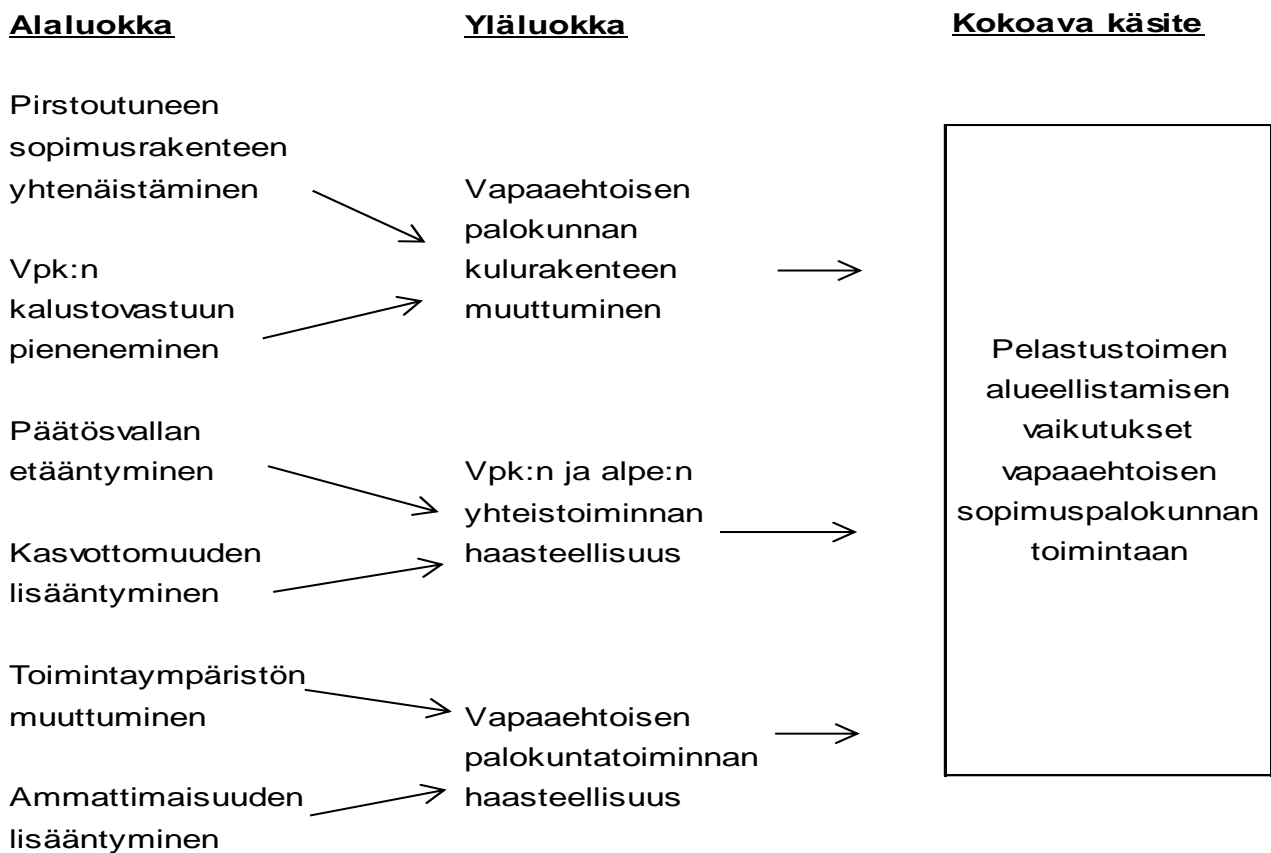 Alaluokka
Yläluokka
Kokoava käsite
Pirstoutuneen
sopimusrakenteen
yhtenäistäminen
Vpk:n
kalustovastuun
pieneneminen
Vapaaehtoisen
palokunnan
kulurakenteen
muuttuminen
Päätösvallan
etääntyminen
Kasvottomuuden
lisääntyminen
Vpk:n ja alpe:n
yhteistoiminnan
haasteellisuus
Toimintaympäristön
muuttuminen
Ammattimaisuuden
lisääntyminen
Vapaaehtoisen
palokuntatoiminnan
haasteellisuus
Pelastustoimen
alueellistamisen
vaikutukset
vapaaehtoisen
sopimuspalokunnan
toimintaan